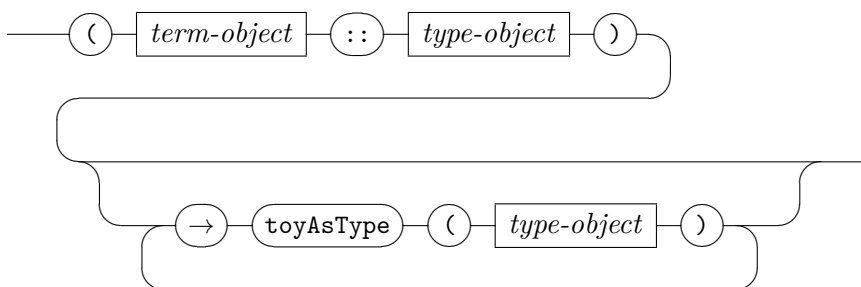 ( term-object :: type-object )
→ toyAsType ( type-object )